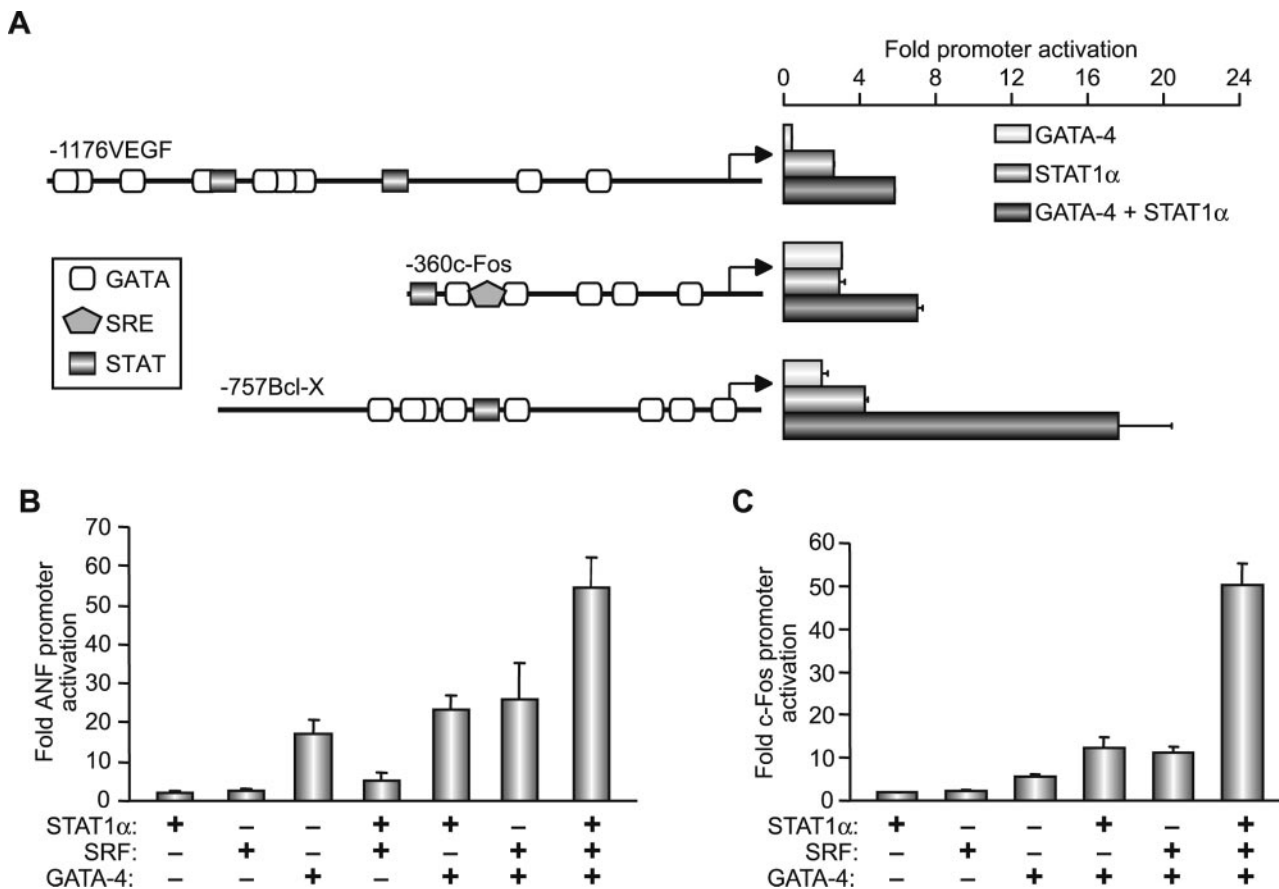 A
Fold promoter activation
0 4 8 12 16 20 24
-1176VEGF
GATA-4
STAT1α
GATA-4 + STAT1α
-360c-Fos
GATA
SRE
STAT
-757Bcl-X
B
Fold ANF promoter
activation
70
60
50
40
30
20
10
0
STAT1α: + – – + + – +
SRF: – + – + – + +
GATA-4: – – + – + + +
C
Fold c-Fos promoter
activation
60
50
40
30
20
10
0
STAT1α: + – – + – +
SRF: – + – – + +
GATA-4: – – + + + +